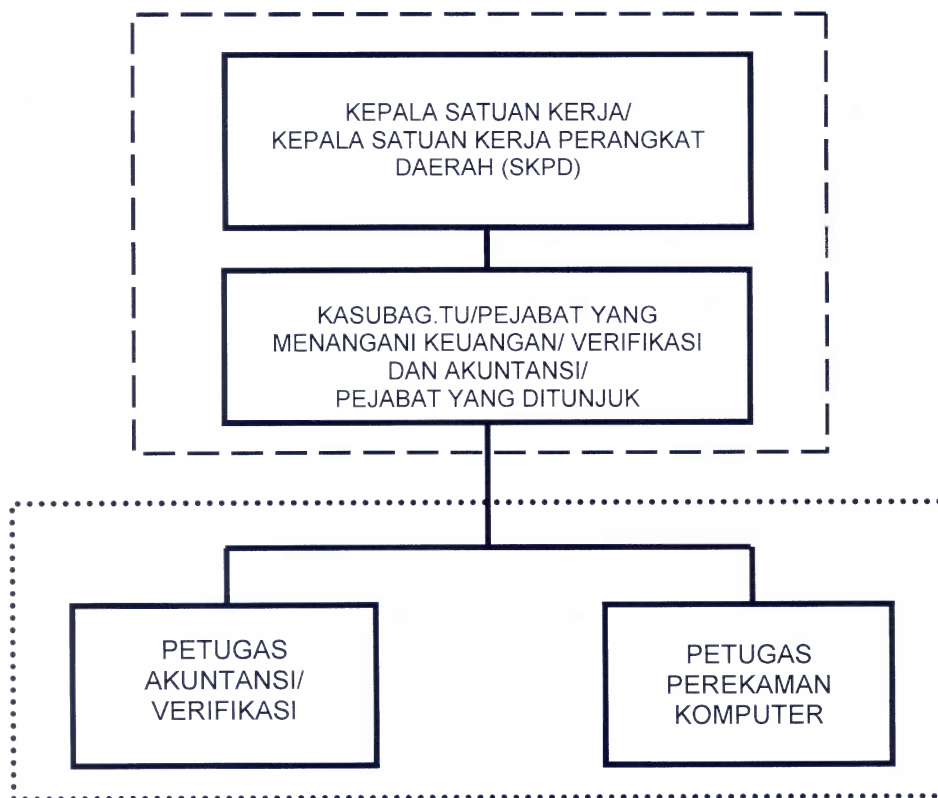 KEPALA SATUAN KERJA/
KEPALA SATUAN KERJA PERANGKAT
DAERAH (SKPD)
KASUBAG.TU/PEJABAT YANG
MENANGANI KEUANGAN/ VERIFIKASI
DAN AKUNTANSI/
PEJABAT YANG DITUNJUK
PETUGAS
AKUNTANSI/
VERIFIKASI
PETUGAS
PEREKAMAN
KOMPUTER